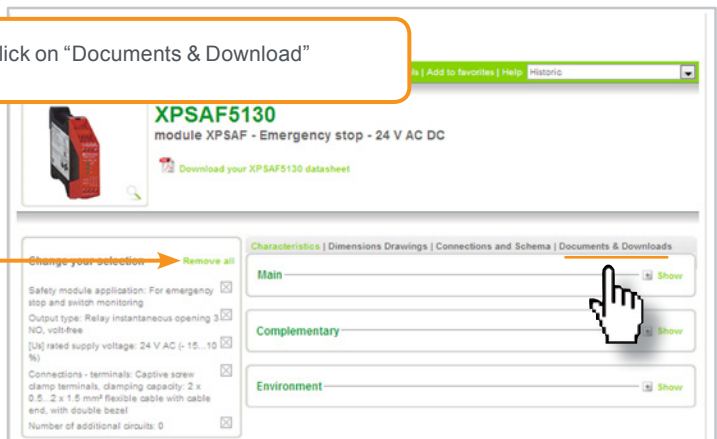 lick on “Documents & Download”
ls | Add to favorites | Help Historic
XPSAF5130
module XPSAF - Emergency stop - 24 V AC DC
Download your XPSAF5130 datasheet
Characteristics | Dimensions Drawings | Connections and Schema | Documents & Downloads
Change your selection Remove all
Safety module application: For emergency
stop and switch monitoring
Output type: Relay instantaneous opening 3
NO, volt-free
[Us] rated supply voltage: 24 V AC (- 15...10
%)
Connections - terminals: Captive screw
clamp terminals, clamping capacity: 2 x
0.5...2 x 1.5 mm² flexible cable with cable
end, with double bezel
Number of additional circuits: 0
Main Show
Complementary Show
Environment Show